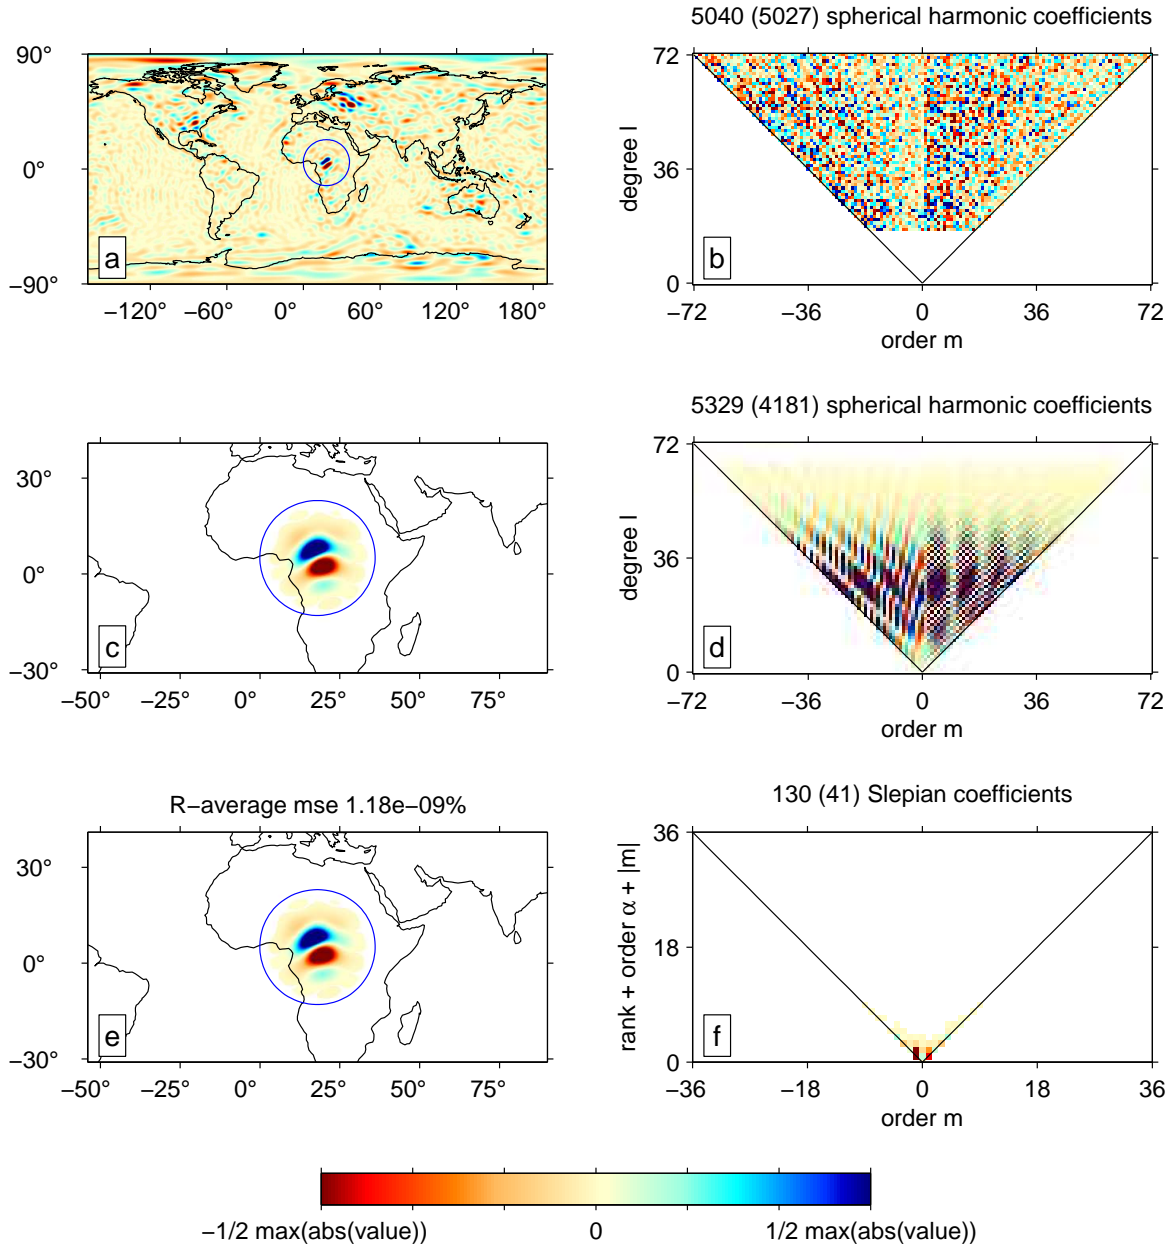 5040 (5027) spherical harmonic coefficients
90°
0°
−90°
a
−120° −60° 0° 60° 120° 180°
degree l
72
36
0
b
−72 −36 0 36 72
order m
5329 (4181) spherical harmonic coefficients
30°
0°
−30°
c
−50° −25° 0° 25° 50° 75°
degree l
72
36
0
d
−72 −36 0 36 72
order m
R−average mse 1.18e−09%
30°
0°
−30°
e
−50° −25° 0° 25° 50° 75°
130 (41) Slepian coefficients
rank + order α + |m|
36
18
0
f
−36 −18 0 18 36
order m
−1/2 max(abs(value)) 0 1/2 max(abs(value))